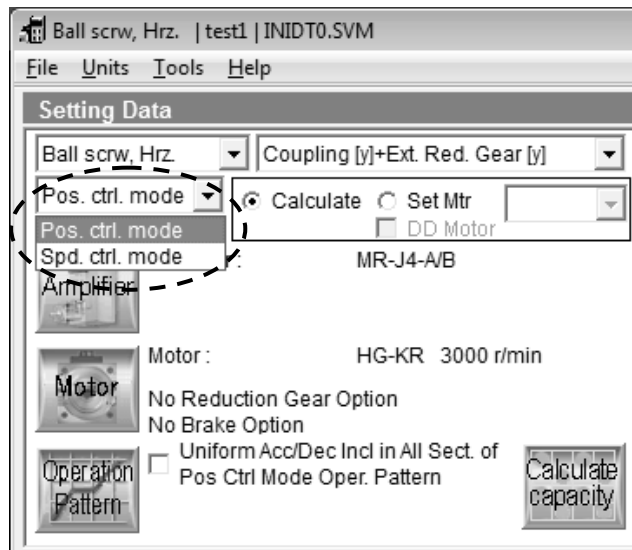 Ball scrw, Hrz. | test1 | INIDT0.SVM
File Units Tools Help
Setting Data
Ball scrw, Hrz. Coupling [y]+Ext. Red. Gear [y]
Pos. ctrl. mode Calculate Set Mtr
DD Motor
Pos. ctrl. mode
Spd. ctrl. mode : MR-J4-A/B
Amplifier
Motor : HG-KR 3000 r/min
Motor
No Reduction Gear Option
No Brake Option
Uniform Acc/Dec Incl in All Sect. of
Pos Ctrl Mode Oper. Pattern
Operation
Pattern
Calculate
capacity